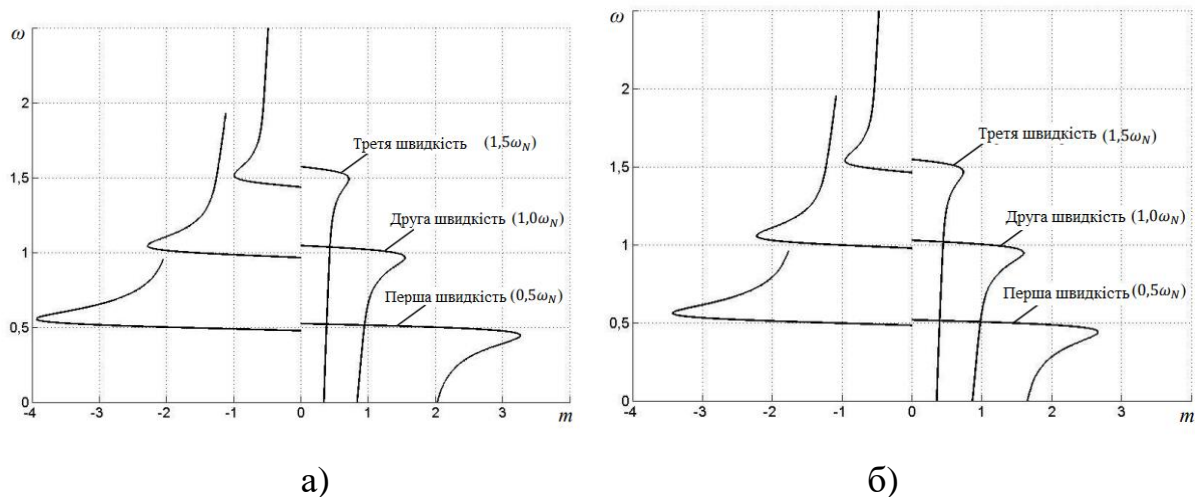 ω
2
1,5
1
0,5
0
-4
-3
-2
-1
0
1
2
3
m
Третя швидкість (1,5ω_N)
Друга швидкість (1,0ω_N)
Перша швидкість (0,5ω_N)
а)
ω
2
1,5
1
0,5
0
-4
-3
-2
-1
0
1
2
3
m
Третя швидкість (1,5ω_N)
Друга швидкість (1,0ω_N)
Перша швидкість (0,5ω_N)
б)